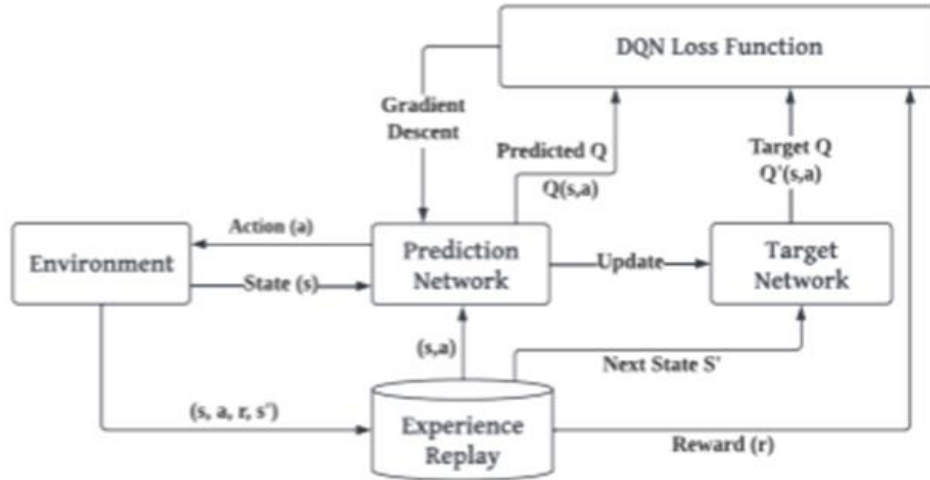 DQN Loss Function
Gradient
Descent
Predicted Q
Q(s,a)
Target Q
Q'(s,a)
Environment
Action (a)
State (s)
Prediction
Network
Update
Target
Network
(s,a)
Next State S'
(s, a, r, s')
Experience
Replay
Reward (r)